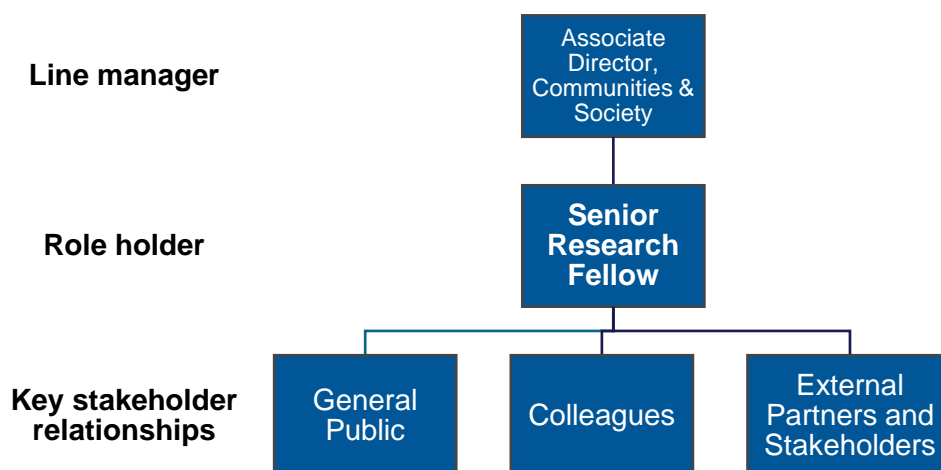 Line manager
Associate
Director,
Communities &
Society
Role holder
Senior
Research
Fellow
Key stakeholder
relationships
General
Public
Colleagues
External
Partners and
Stakeholders